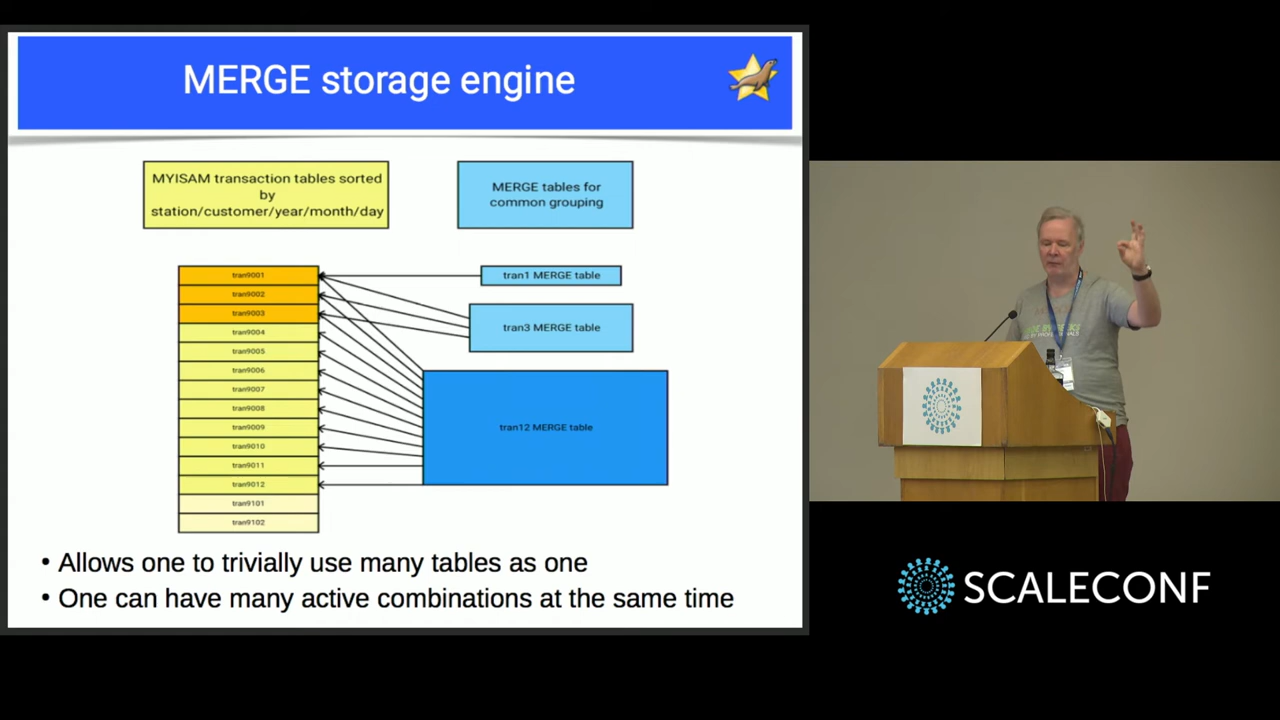 MERGE storage engine
MYISAM transaction tables sorted
by
station/customer/year/month/day
MERGE tables for
common grouping
tran9001
tran9002
tran9003
tran9004
tran9005
tran9006
tran9007
tran9008
tran9009
tran9010
tran9011
tran9012
tran9101
tran9102
tran1 MERGE table
tran3 MERGE table
tran12 MERGE table
• Allows one to trivially use many tables as one
• One can have many active combinations at the same time
SCALECONF